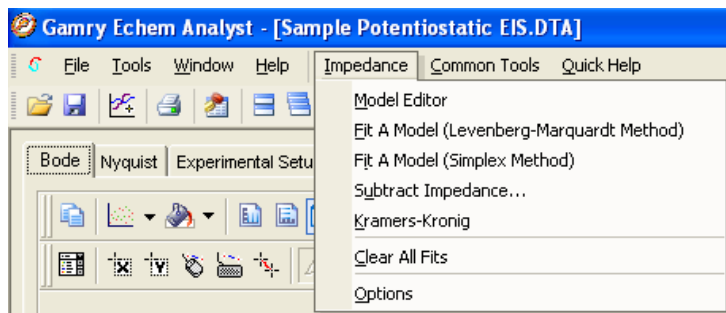 Gamry Echem Analyst - [Sample Potentiostatic EIS.DTA]
File Tools Window Help Impedance Common Tools Quick Help
Model Editor
Fit A Model (Levenberg-Marquardt Method)
Fit A Model (Simplex Method)
Bode Nyquist Experimental Setu
Subtract Impedance...
Kramers-Kronig
Clear All Fits
Options